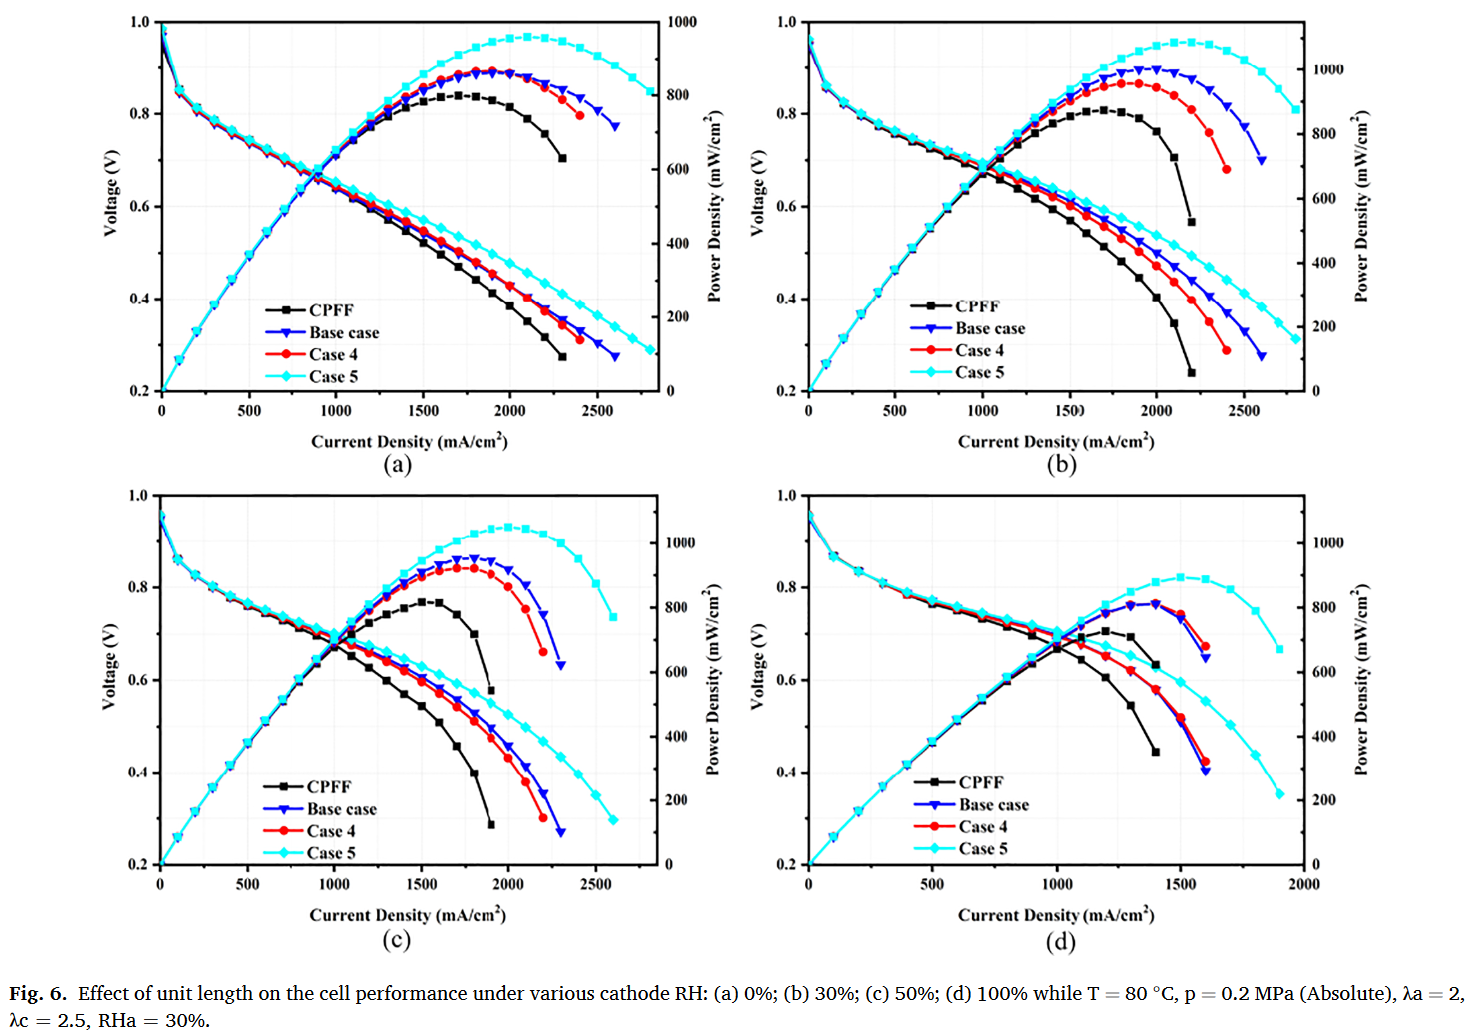 1.0
0.8
0.6
0.4
0.2
Voltage (V)
1000
800
600
400
200
0
Power Density (mW/cm²)
CPFF
Base case
Case 4
Case 5
0 500 1000 1500 2000 2500
Current Density (mA/cm²)
(a)
1.0
0.8
0.6
0.4
0.2
Voltage (V)
1000
800
600
400
200
0
Power Density (mW/cm²)
CPFF
Base case
Case 4
Case 5
0 500 1000 1500 2000 2500
Current Density (mA/cm²)
(b)
1.0
0.8
0.6
0.4
0.2
Voltage (V)
1000
800
600
400
200
0
Power Density (mW/cm²)
CPFF
Base case
Case 4
Case 5
0 500 1000 1500 2000 2500
Current Density (mA/cm²)
(c)
1.0
0.8
0.6
0.4
0.2
Voltage (V)
1000
800
600
400
200
0
Power Density (mW/cm²)
CPFF
Base case
Case 4
Case 5
0 500 1000 1500 2000
Current Density (mA/cm²)
(d)
Fig. 6. Effect of unit length on the cell performance under various cathode RH: (a) 0%; (b) 30%; (c) 50%; (d) 100% while T = 80 °C, p = 0.2 MPa (Absolute), λa = 2,
λc = 2.5, RHa = 30%.